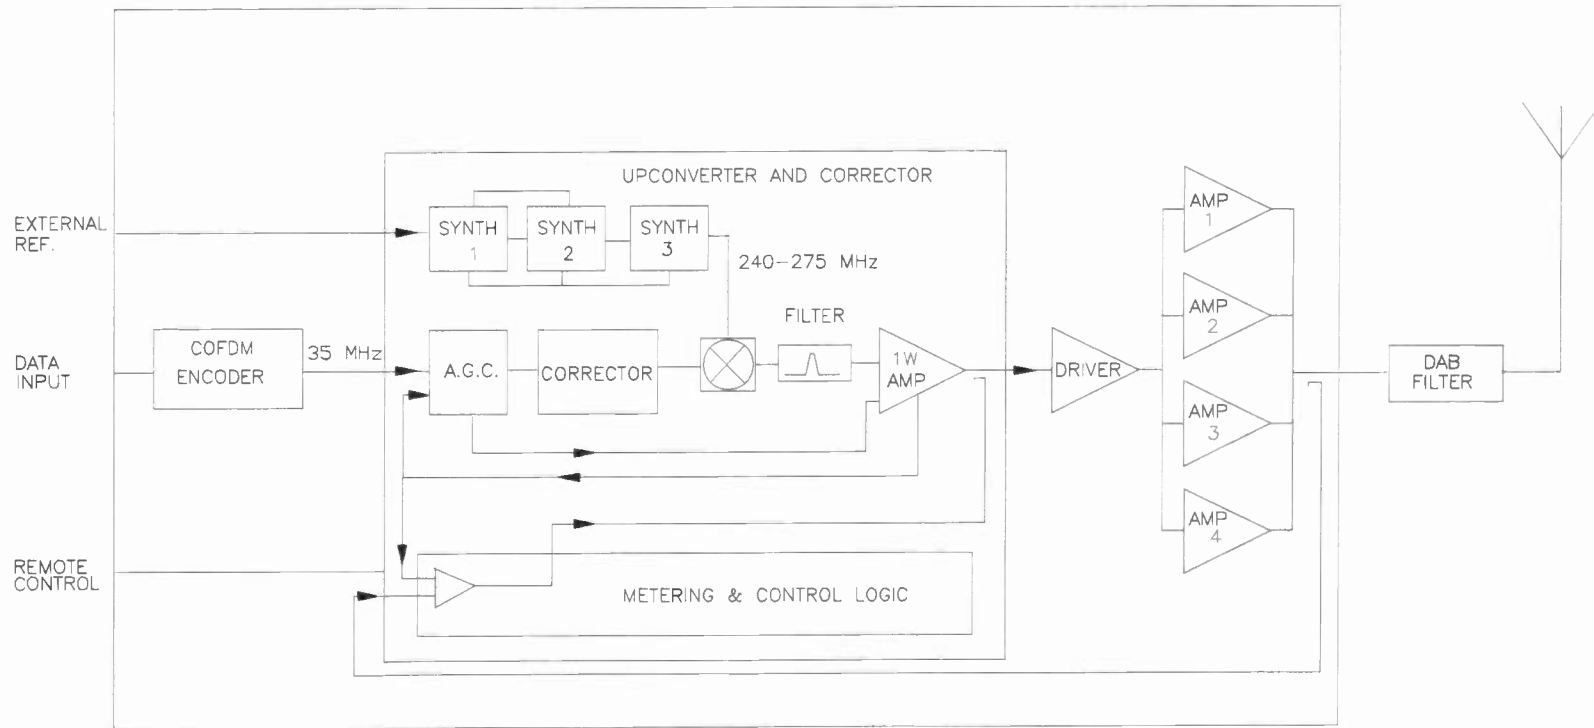 UPCONVERTER AND CORRECTOR
EXTERNAL
REF.
SYNTH
1
SYNTH
2
SYNTH
3
240-275 MHz
AMP
1
FILTER
AMP
2
DATA
INPUT
COFDM
ENCODER
35 MHz
A.G.C.
CORRECTOR
1W
AMP
DRIVER
DAB
FILTER
AMP
3
AMP
4
REMOTE
CONTROL
METERING & CONTROL LOGIC